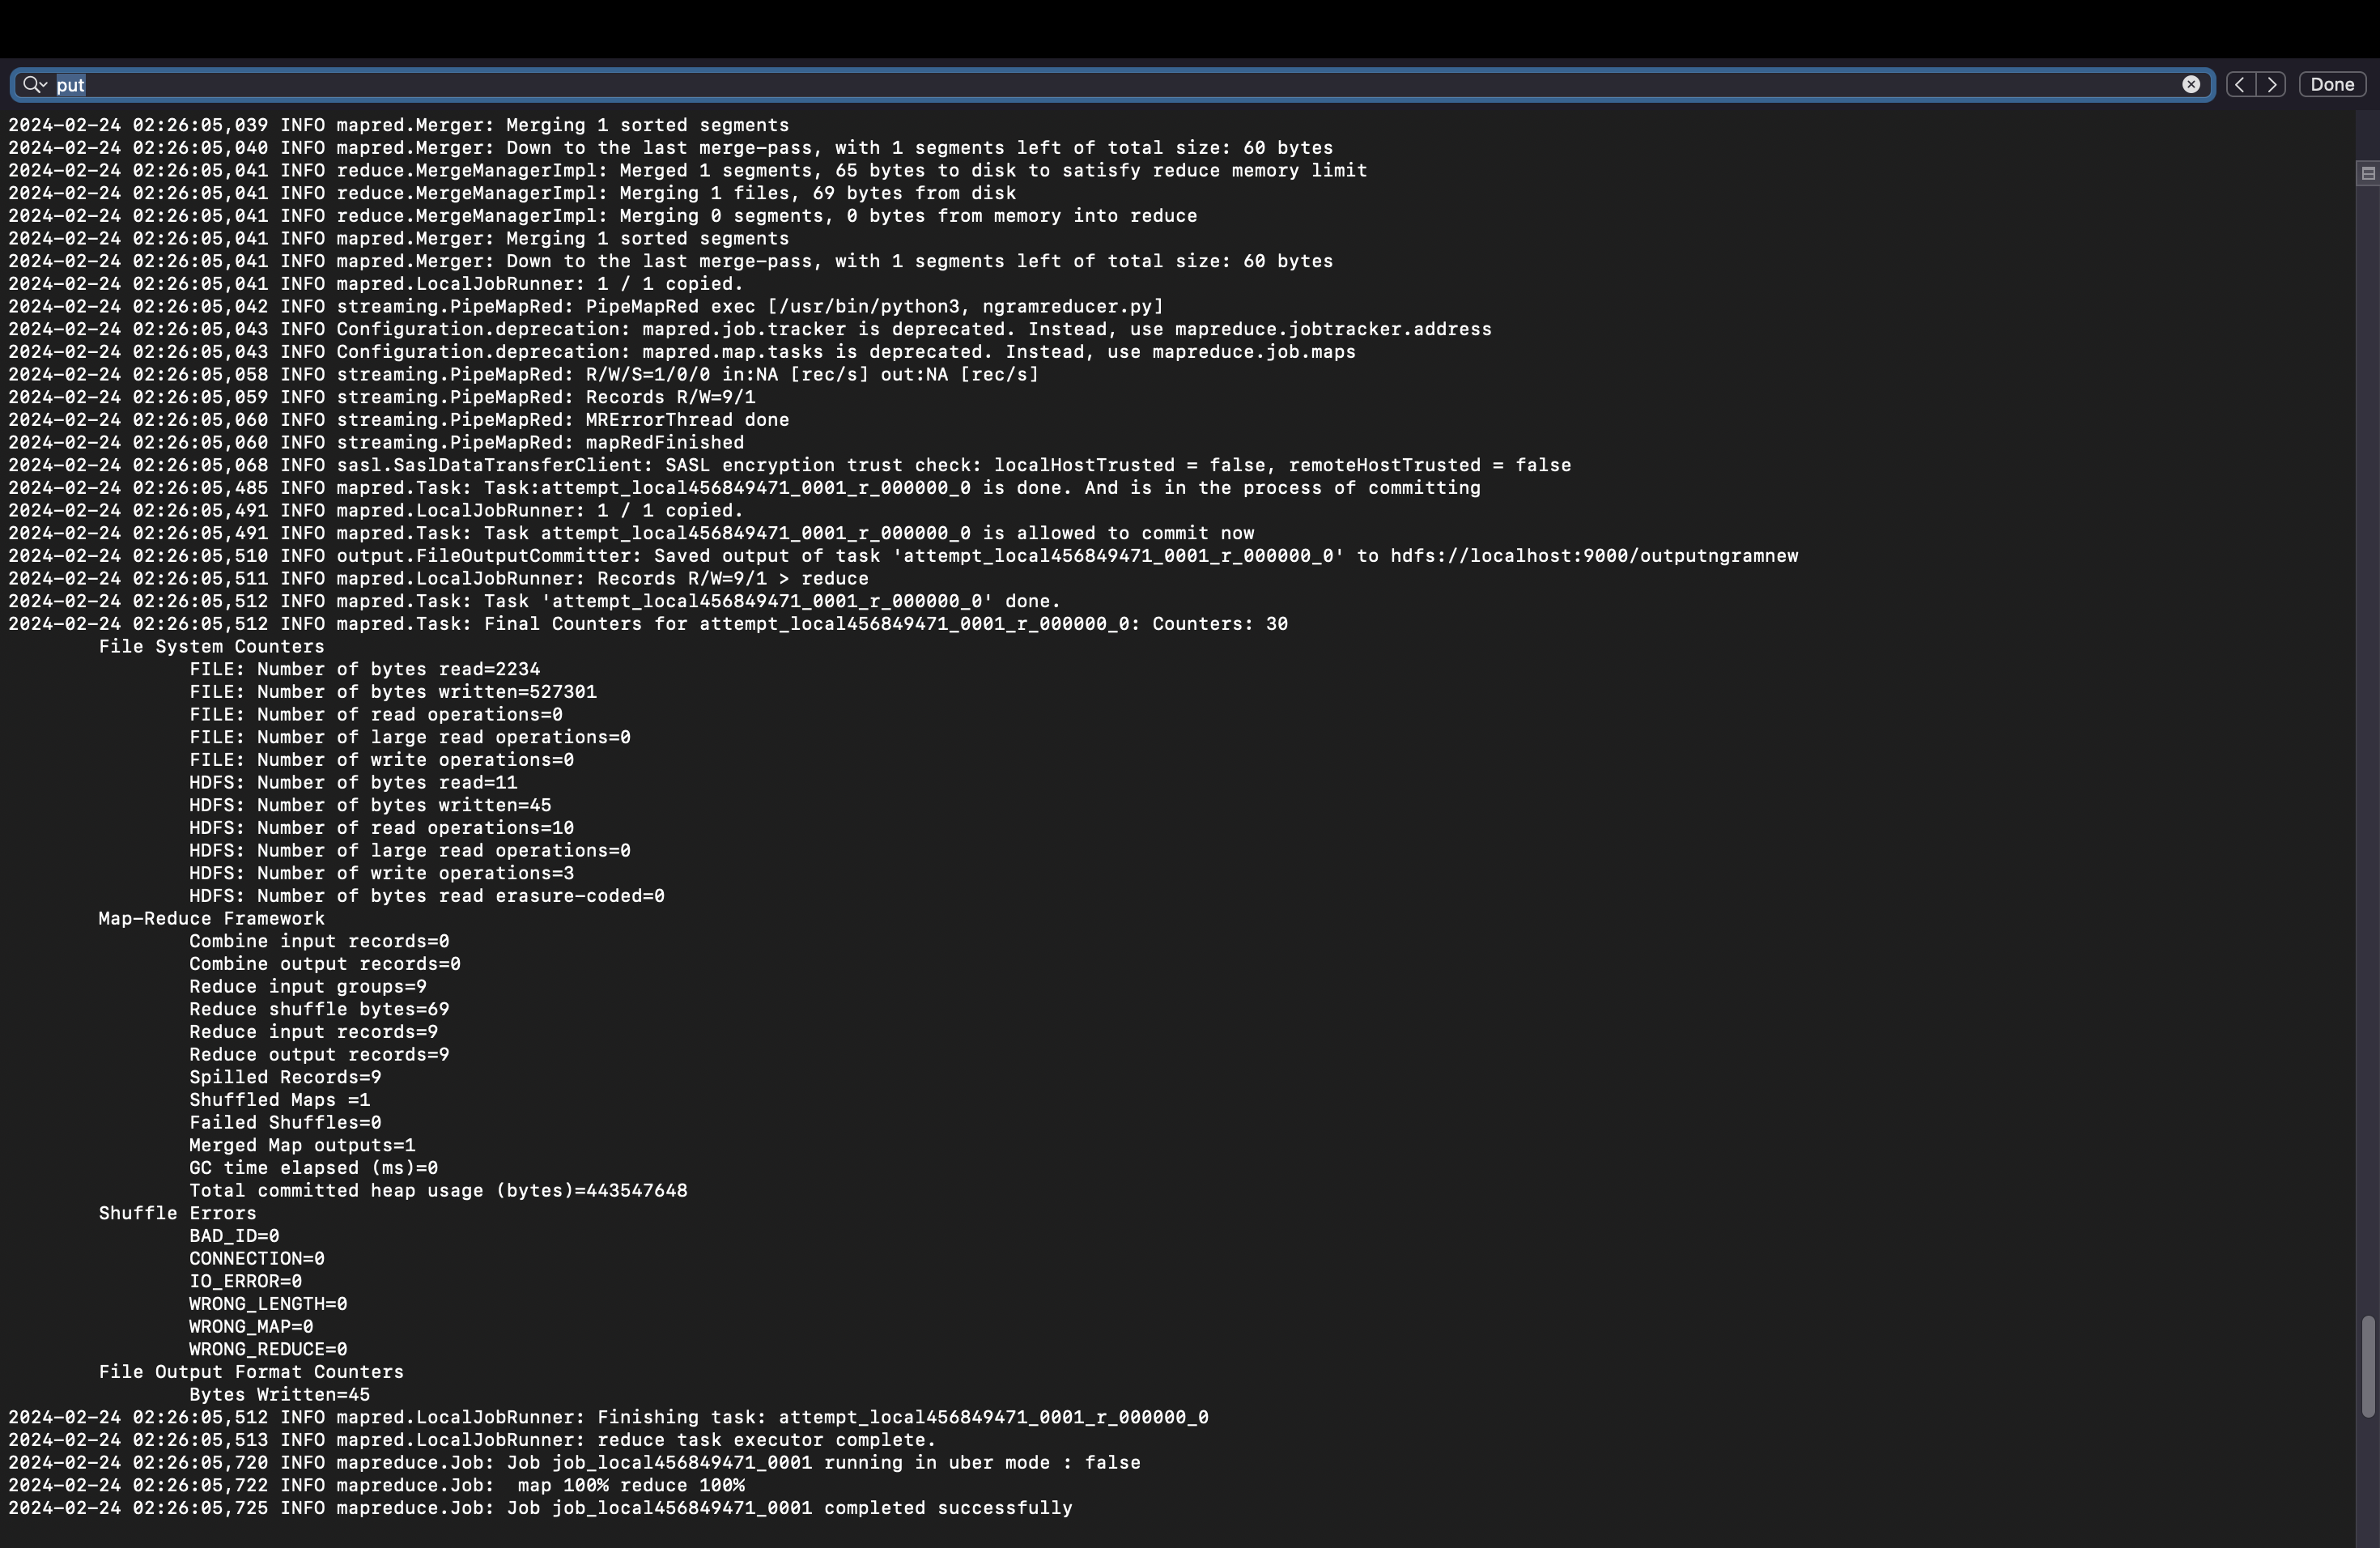 put
Done
2024-02-24 02:26:05,039 INFO mapred.Merger: Merging 1 sorted segments
2024-02-24 02:26:05,040 INFO mapred.Merger: Down to the last merge-pass, with 1 segments left of total size: 60 bytes
2024-02-24 02:26:05,041 INFO reduce.MergeManagerImpl: Merged 1 segments, 65 bytes to disk to satisfy reduce memory limit
2024-02-24 02:26:05,041 INFO reduce.MergeManagerImpl: Merging 1 files, 69 bytes from disk
2024-02-24 02:26:05,041 INFO reduce.MergeManagerImpl: Merging 0 segments, 0 bytes from memory into reduce
2024-02-24 02:26:05,041 INFO mapred.Merger: Merging 1 sorted segments
2024-02-24 02:26:05,041 INFO mapred.Merger: Down to the last merge-pass, with 1 segments left of total size: 60 bytes
2024-02-24 02:26:05,041 INFO mapred.LocalJobRunner: 1 / 1 copied.
2024-02-24 02:26:05,042 INFO streaming.PipeMapRed: PipeMapRed exec [/usr/bin/python3, ngramreducer.py]
2024-02-24 02:26:05,043 INFO Configuration.deprecation: mapred.job.tracker is deprecated. Instead, use mapreduce.jobtracker.address
2024-02-24 02:26:05,043 INFO Configuration.deprecation: mapred.map.tasks is deprecated. Instead, use mapreduce.job.maps
2024-02-24 02:26:05,058 INFO streaming.PipeMapRed: R/W/S=1/0/0 in:NA [rec/s] out:NA [rec/s]
2024-02-24 02:26:05,059 INFO streaming.PipeMapRed: Records R/W=9/1
2024-02-24 02:26:05,060 INFO streaming.PipeMapRed: MRErrorThread done
2024-02-24 02:26:05,060 INFO streaming.PipeMapRed: mapRedFinished
2024-02-24 02:26:05,068 INFO sasl.SaslDataTransferClient: SASL encryption trust check: localHostTrusted = false, remoteHostTrusted = false
2024-02-24 02:26:05,485 INFO mapred.Task: Task:attempt_local456849471_0001_r_000000_0 is done. And is in the process of committing
2024-02-24 02:26:05,491 INFO mapred.LocalJobRunner: 1 / 1 copied.
2024-02-24 02:26:05,491 INFO mapred.Task: Task attempt_local456849471_0001_r_000000_0 is allowed to commit now
2024-02-24 02:26:05,510 INFO output.FileOutputCommitter: Saved output of task 'attempt_local456849471_0001_r_000000_0' to hdfs://localhost:9000/outputngramnew
2024-02-24 02:26:05,511 INFO mapred.LocalJobRunner: Records R/W=9/1 > reduce
2024-02-24 02:26:05,512 INFO mapred.Task: Task 'attempt_local456849471_0001_r_000000_0' done.
2024-02-24 02:26:05,512 INFO mapred.Task: Final Counters for attempt_local456849471_0001_r_000000_0: Counters: 30
File System Counters
FILE: Number of bytes read=2234
FILE: Number of bytes written=527301
FILE: Number of read operations=0
FILE: Number of large read operations=0
FILE: Number of write operations=0
HDFS: Number of bytes read=11
HDFS: Number of bytes written=45
HDFS: Number of read operations=10
HDFS: Number of large read operations=0
HDFS: Number of write operations=3
HDFS: Number of bytes read erasure-coded=0
Map-Reduce Framework
Combine input records=0
Combine output records=0
Reduce input groups=9
Reduce shuffle bytes=69
Reduce input records=9
Reduce output records=9
Spilled Records=9
Shuffled Maps =1
Failed Shuffles=0
Merged Map outputs=1
GC time elapsed (ms)=0
Total committed heap usage (bytes)=443547648
Shuffle Errors
BAD_ID=0
CONNECTION=0
IO_ERROR=0
WRONG_LENGTH=0
WRONG_MAP=0
WRONG_REDUCE=0
File Output Format Counters
Bytes Written=45
2024-02-24 02:26:05,512 INFO mapred.LocalJobRunner: Finishing task: attempt_local456849471_0001_r_000000_0
2024-02-24 02:26:05,513 INFO mapred.LocalJobRunner: reduce task executor complete.
2024-02-24 02:26:05,720 INFO mapreduce.Job: Job job_local456849471_0001 running in uber mode : false
2024-02-24 02:26:05,722 INFO mapreduce.Job:  map 100% reduce 100%
2024-02-24 02:26:05,725 INFO mapreduce.Job: Job job_local456849471_0001 completed successfully